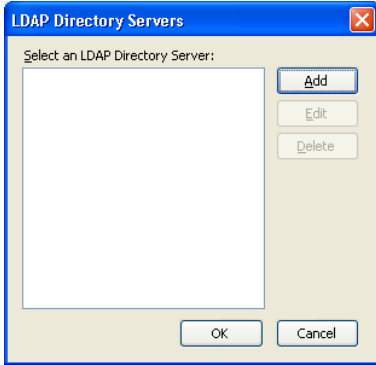 LDAP Directory Servers
Select an LDAP Directory Server:
Add
Edit
Delete
OK
Cancel